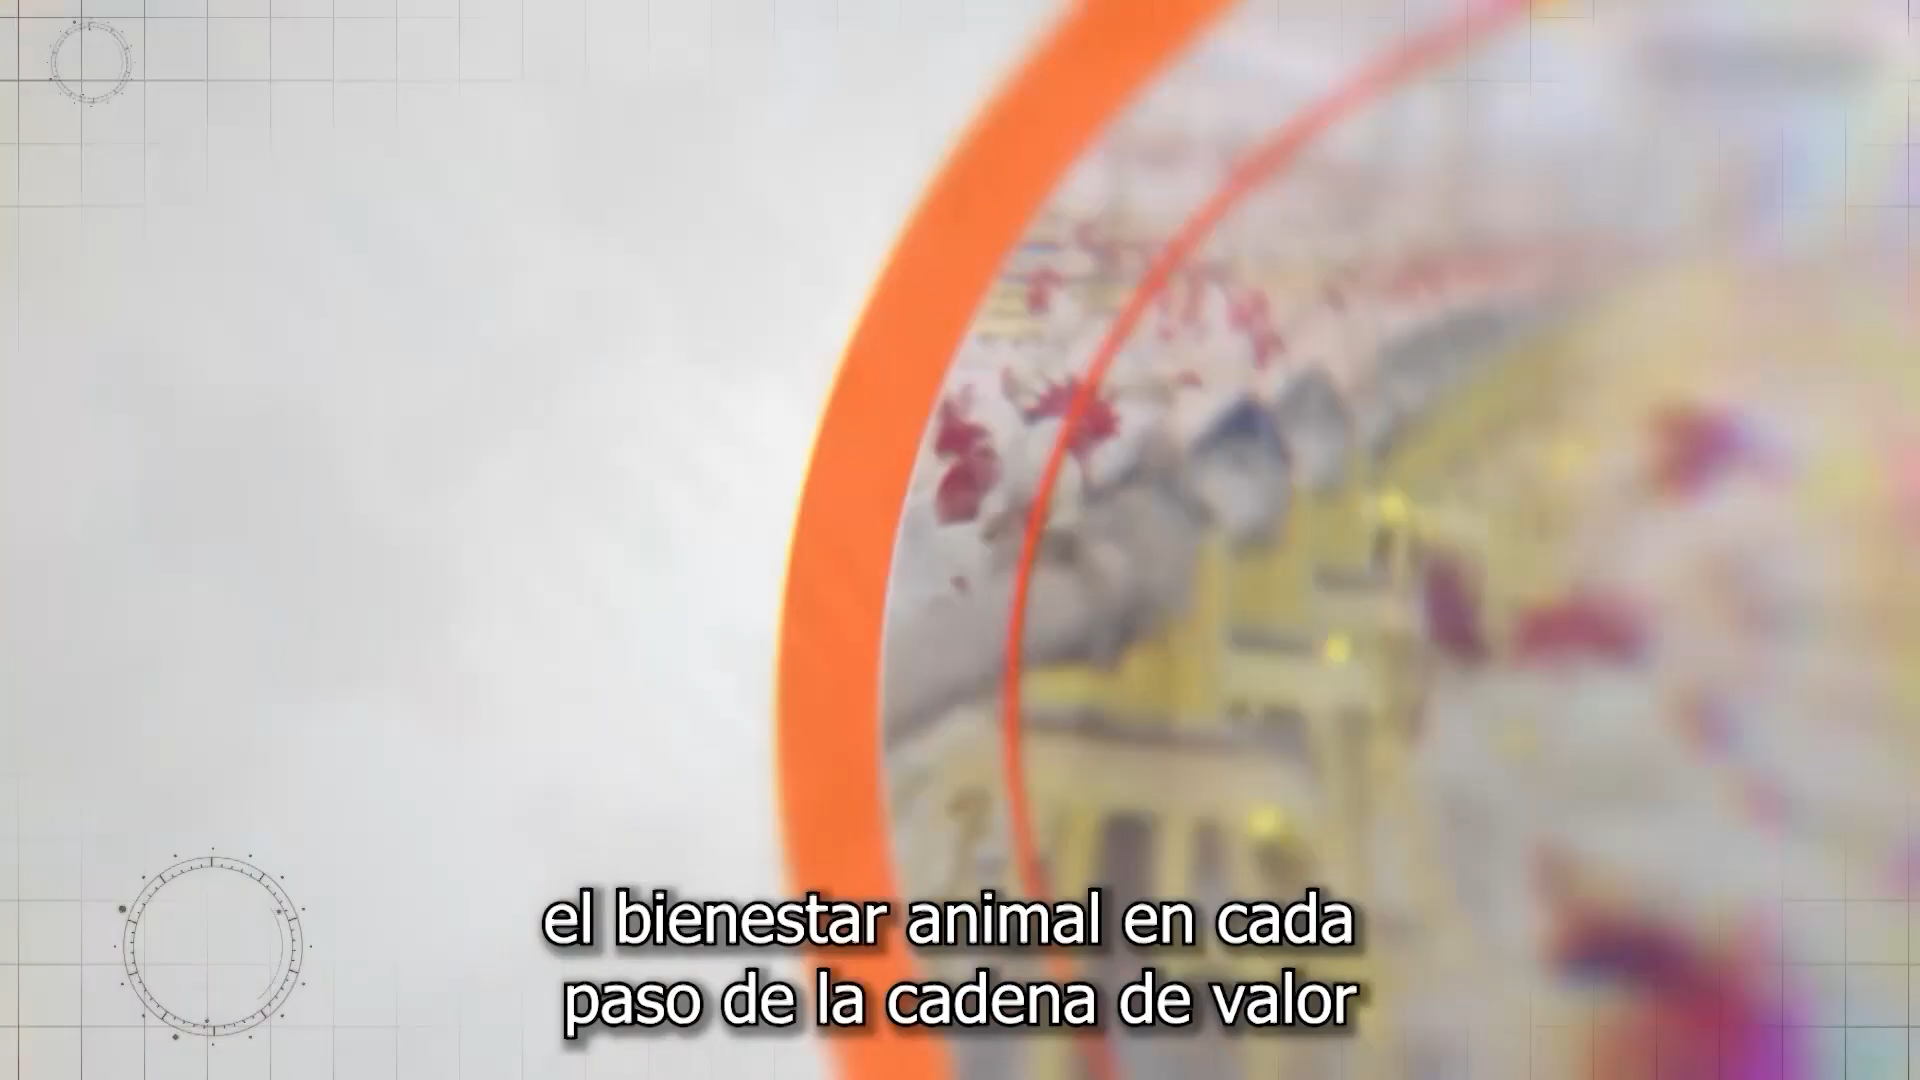 el bienestar animal en cada
paso de la cadena de valor